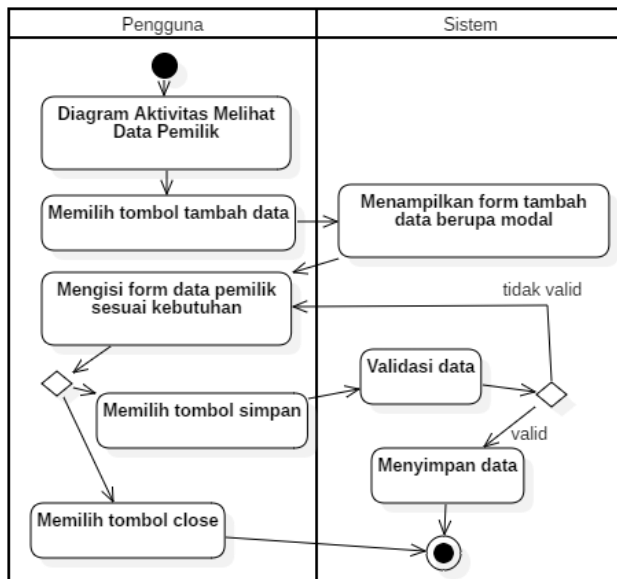 Pengguna
Sistem
Diagram Aktivitas Melihat
Data Pemilik
Memilih tombol tambah data
Menampilkan form tambah
data berupa modal
Mengisi form data pemilik
sesuai kebutuhan
tidak valid
Validasi data
Memilih tombol simpan
valid
Menyimpan data
Memilih tombol close